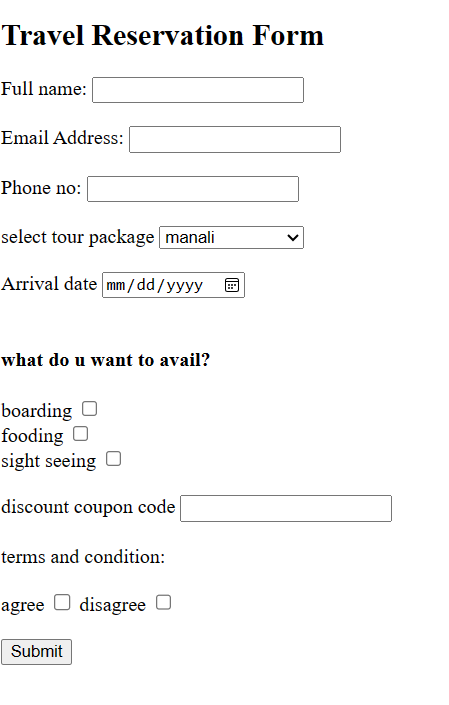 Travel Reservation Form
Full name:
Email Address:
Phone no:
select tour package manali
Arrival date mm/dd/yyyy
what do u want to avail?
boarding
fooding
sight seeing
discount coupon code
terms and condition:
agree disagree
Submit